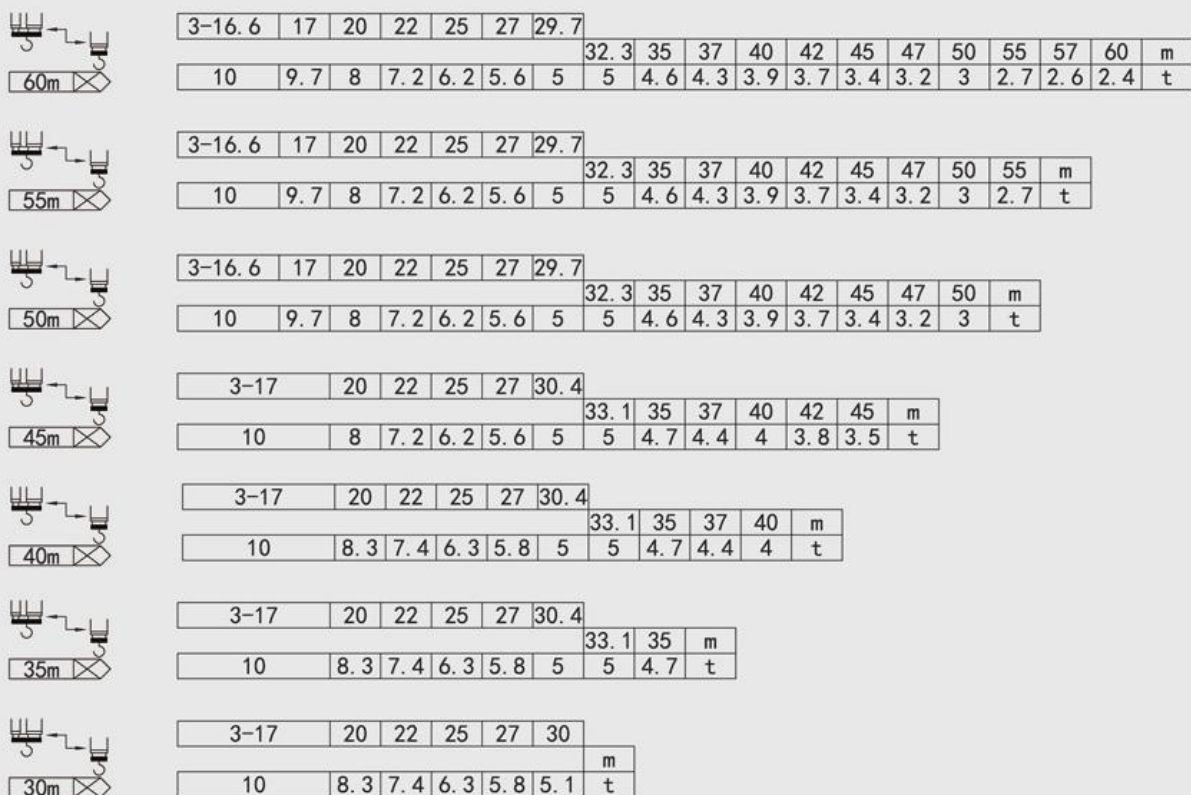 3-16.6 17 20 22 25 27 29.7
32.3 35 37 40 42 45 47 50 55 57 60 m
60m 10 9.7 8 7.2 6.2 5.6 5 5 4.6 4.3 3.9 3.7 3.4 3.2 3 2.7 2.6 2.4 t
3-16.6 17 20 22 25 27 29.7
32.3 35 37 40 42 45 47 50 55 m
55m 10 9.7 8 7.2 6.2 5.6 5 5 4.6 4.3 3.9 3.7 3.4 3.2 3 2.7 t
3-16.6 17 20 22 25 27 29.7
32.3 35 37 40 42 45 47 50 m
50m 10 9.7 8 7.2 6.2 5.6 5 5 4.6 4.3 3.9 3.7 3.4 3.2 3 t
3-17 20 22 25 27 30.4
33.1 35 37 40 42 45 m
45m 10 8 7.2 6.2 5.6 5 5 4.7 4.4 4 3.8 3.5 t
3-17 20 22 25 27 30.4
33.1 35 37 40 m
40m 10 8.3 7.4 6.3 5.8 5 5 4.7 4.4 4 t
3-17 20 22 25 27 30.4
33.1 35 m
35m 10 8.3 7.4 6.3 5.8 5 5 4.7 t
3-17 20 22 25 27 30
m
30m 10 8.3 7.4 6.3 5.8 5.1 t